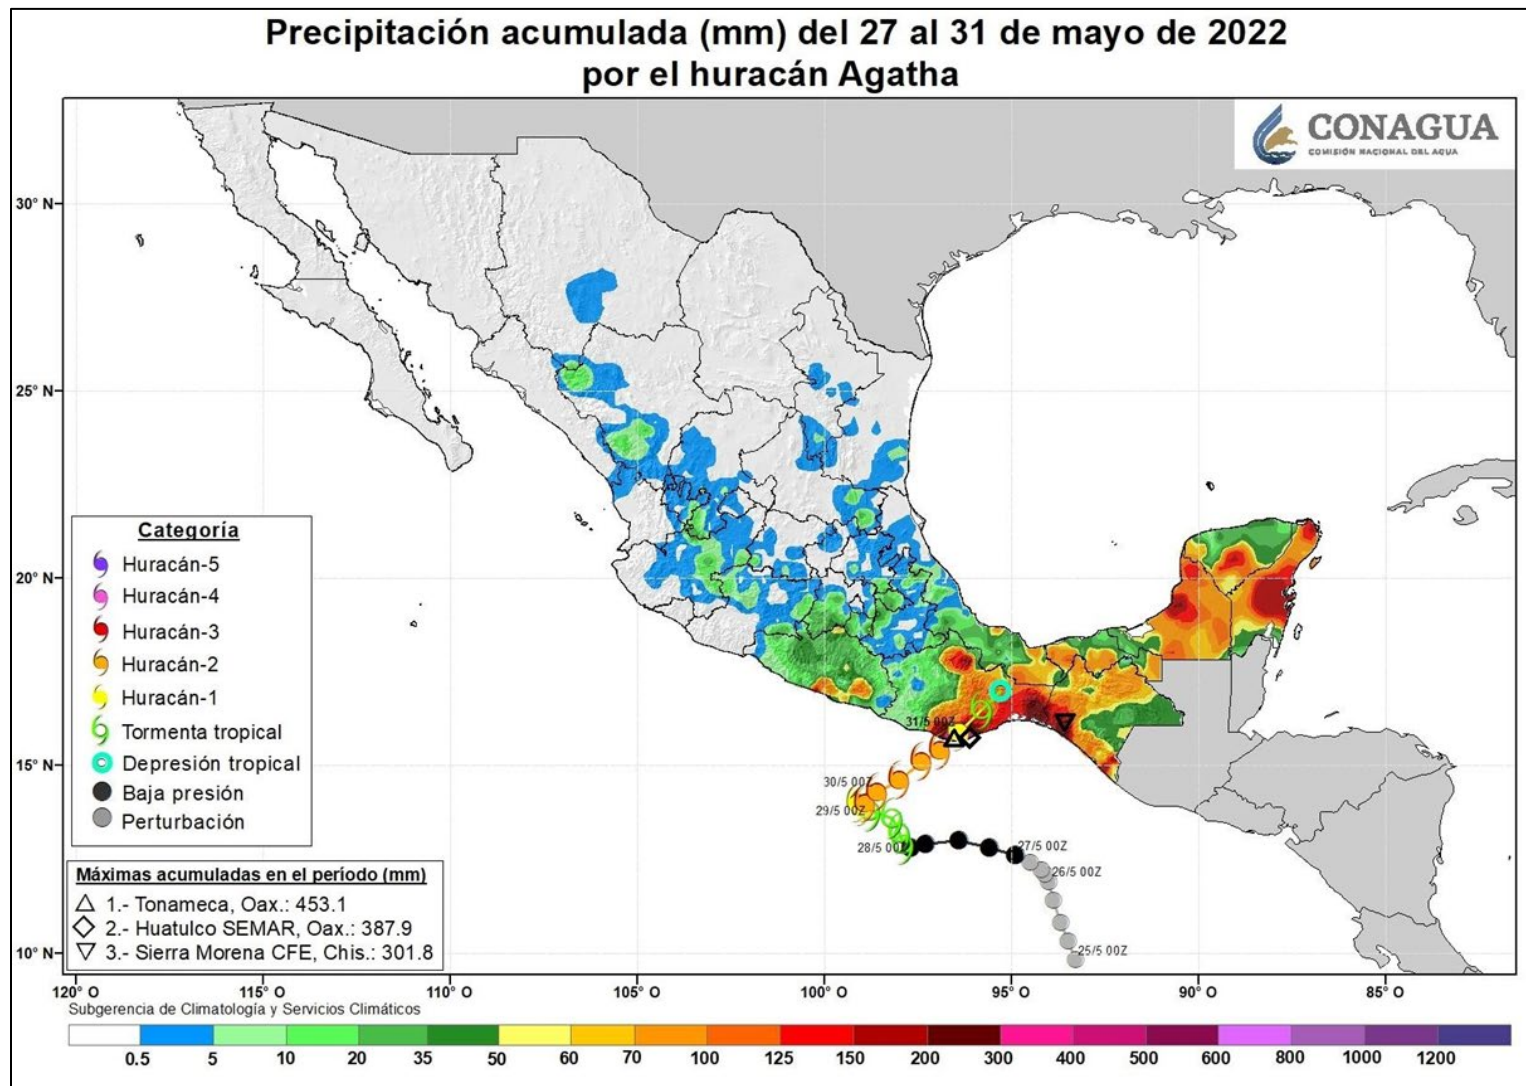 Precipitación acumulada (mm) del 27 al 31 de mayo de 2022
por el huracán Agatha
CONAGUA
COMISIÓN NACIONAL DEL AGUA
30° N
25° N
20° N
15° N
10° N
Categoría
Huracán-5
Huracán-4
Huracán-3
Huracán-2
Huracán-1
Tormenta tropical
Depresión tropical
Baja presión
Perturbación
31/5 00Z
30/5 00Z
29/5 00Z
28/5 00Z
27/5 00Z
26/5 00Z
25/5 00Z
Máximas acumuladas en el período (mm)
1.- Tonameca, Oax.: 453.1
2.- Huatulco SEMAR, Oax.: 387.9
3.- Sierra Morena CFE, Chis.: 301.8
120° O 115° O 110° O 105° O 100° O 95° O 90° O 85° O
Subgerencia de Climatología y Servicios Climáticos
0.5 5 10 20 35 50 60 70 100 125 150 200 300 400 500 600 800 1000 1200